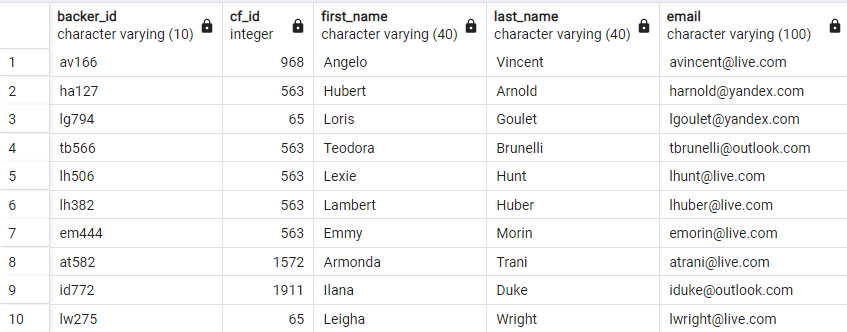 backer_id cf_id first_name last_name email
character varying (10) integer character varying (40) character varying (40) character varying (100)
1 av166 968 Angelo Vincent avincent@live.com
2 ha127 563 Hubert Arnold harnold@yandex.com
3 lg794 65 Loris Goulet lgoulet@yandex.com
4 tb566 563 Teodora Brunelli tbrunelli@outlook.com
5 lh506 563 Lexie Hunt lhunt@live.com
6 lh382 563 Lambert Huber lhuber@live.com
7 em444 563 Emmy Morin emorin@live.com
8 at582 1572 Armonda Trani atrani@live.com
9 id772 1911 Ilana Duke iduke@outlook.com
10 lw275 65 Leigha Wright lwright@live.com